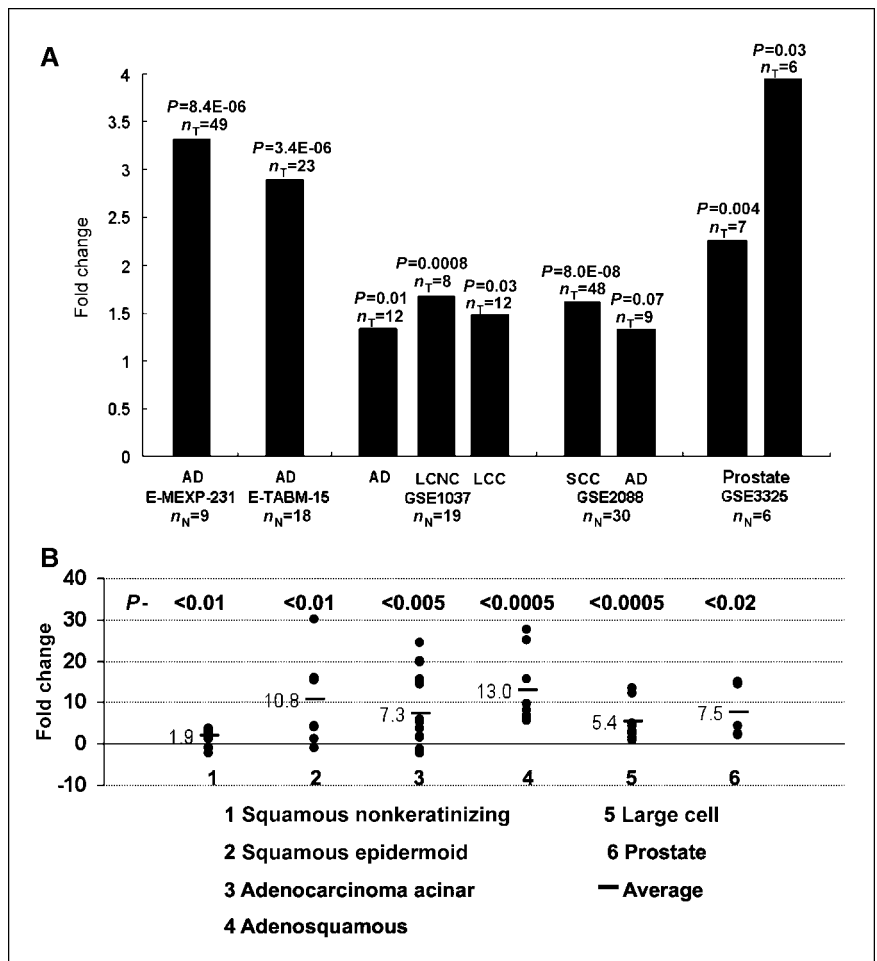 A
4
3.5
3
2.5
2
1.5
1
0.5
0
Fold change
P=8.4E-06
nT=49
P=3.4E-06
nT=23
P=0.01
nT=12
P=0.0008
nT=8
P=0.03
nT=12
P=8.0E-08
nT=48
P=0.07
nT=9
P=0.004
nT=7
P=0.03
nT=6
AD
E-MEXP-231
nN=9
AD
E-TABM-15
nN=18
AD LCNC LCC
GSE1037
nN=19
SCC AD
GSE2088
nN=30
Prostate
GSE3325
nN=6
B
40
30
20
10
0
-10
Fold change
P- <0.01 <0.01 <0.005 <0.0005 <0.0005 <0.02
1.9 10.8 7.3 13.0 5.4 7.5
1 2 3 4 5 6
1 Squamous nonkeratinizing
2 Squamous epidermoid
3 Adenocarcinoma acinar
4 Adenosquamous
5 Large cell
6 Prostate
Average